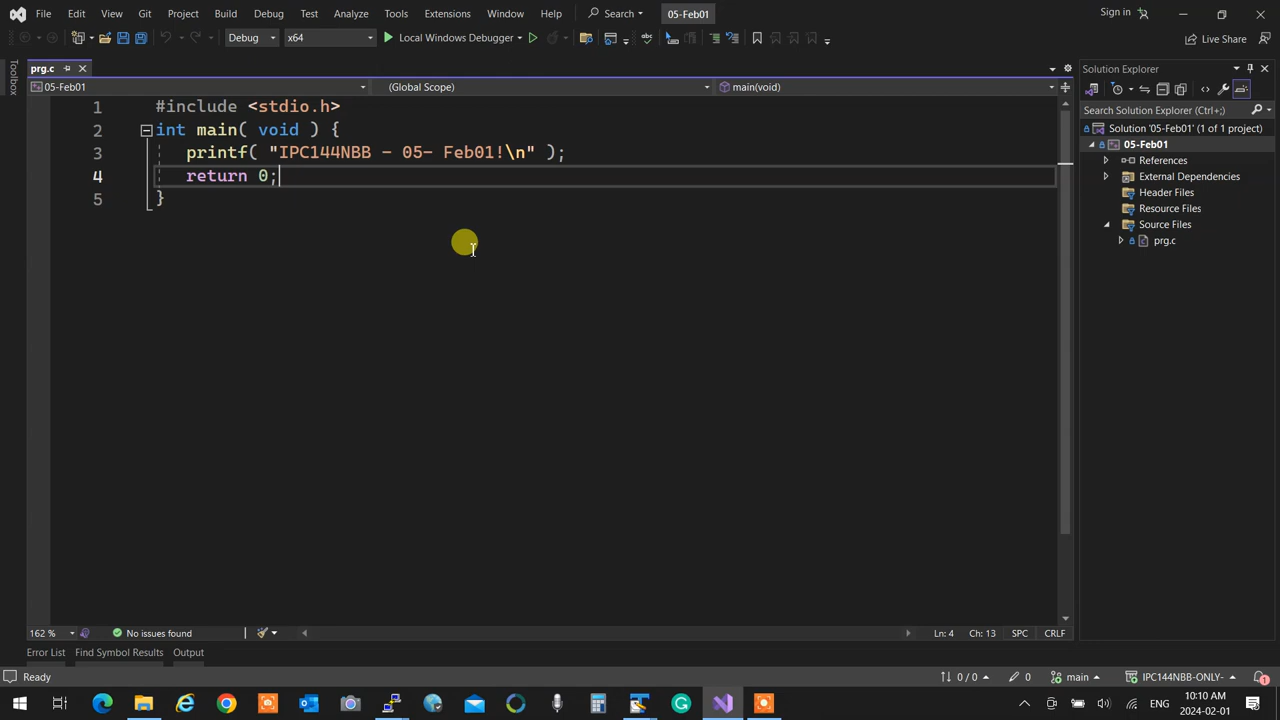 File Edit View Git Project Build Debug Test Analyze Tools Extensions Window Help Search 05-Feb01 Sign in
Debug x64 Local Windows Debugger Live Share
Toolbox
prg.c
05-Feb01 (Global Scope) main(void)
1 #include <stdio.h>
2 int main( void ) {
3 printf( "IPC144NBB - 05- Feb01!\n" );
4 return 0;
5 }
Solution Explorer
Search Solution Explorer (Ctrl+;)
Solution '05-Feb01' (1 of 1 project)
05-Feb01
References
External Dependencies
Header Files
Resource Files
Source Files
prg.c
162 % No issues found Ln: 4 Ch: 13 SPC CRLF
Error List Find Symbol Results Output
Ready 0 / 0 0 main IPC144NBB-ONLY- 1
ENG 10:10 AM
2024-02-01